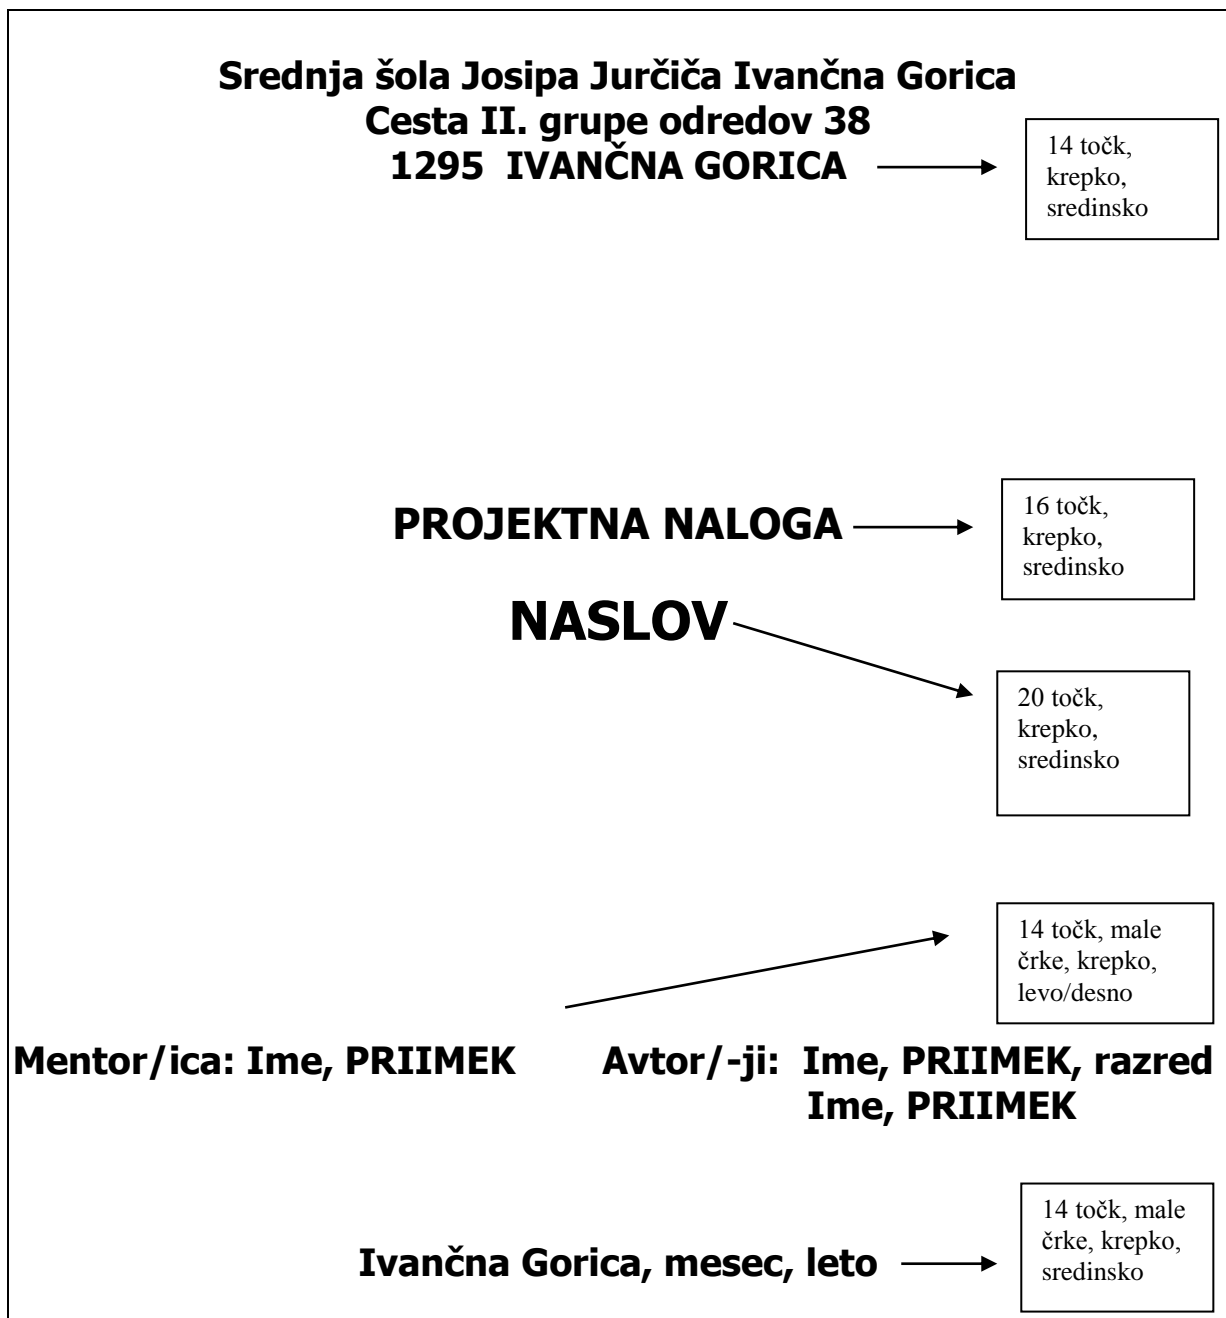 Srednja šola Josipa Jurčiča Ivančna Gorica
Cesta II. grupe odredov 38
1295  IVANČNA GORICA
14 točk,
krepko,
sredinsko
PROJEKTNA NALOGA
16 točk,
krepko,
sredinsko
NASLOV
20 točk,
krepko,
sredinsko
14 točk, male
črke, krepko,
levo/desno
Mentor/ica: Ime, PRIIMEK
Avtor/-ji:  Ime, PRIIMEK, razred
Ime, PRIIMEK
14 točk, male
črke, krepko,
sredinsko
Ivančna Gorica, mesec, leto